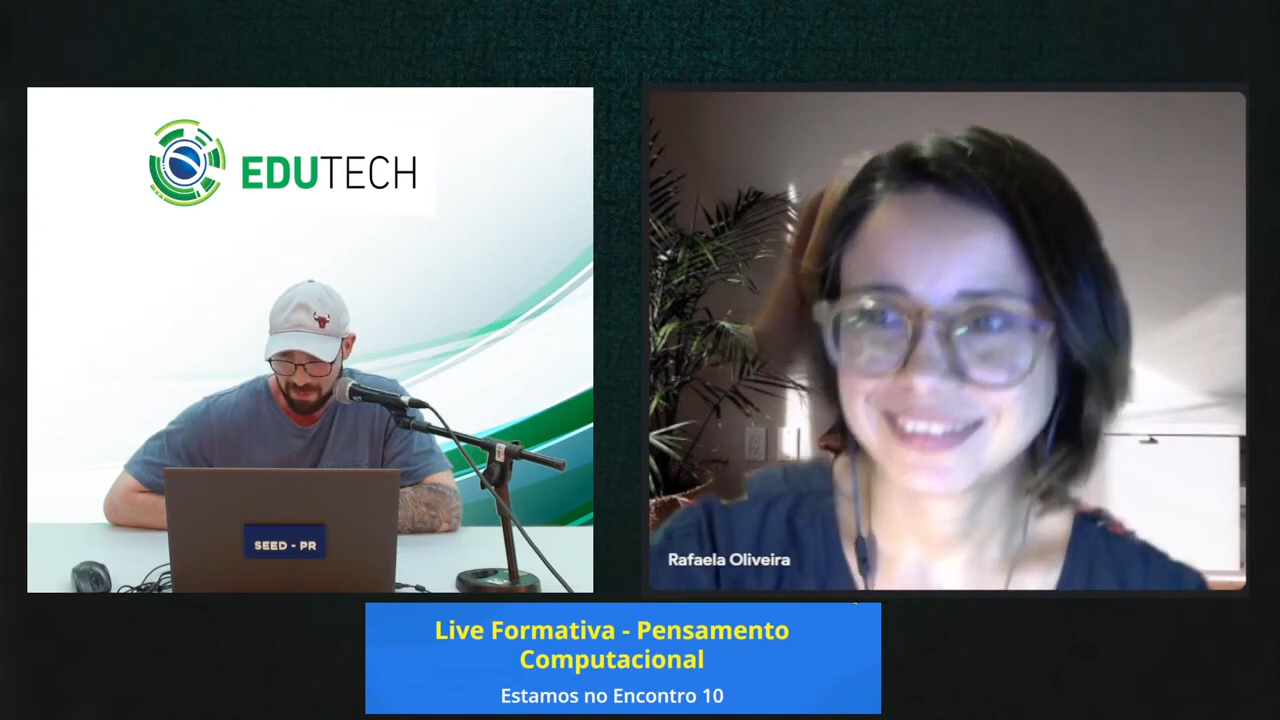 EDUTECH
SEED - PR
Rafaela Oliveira
Live Formativa - Pensamento
Computacional
Estamos no Encontro 10